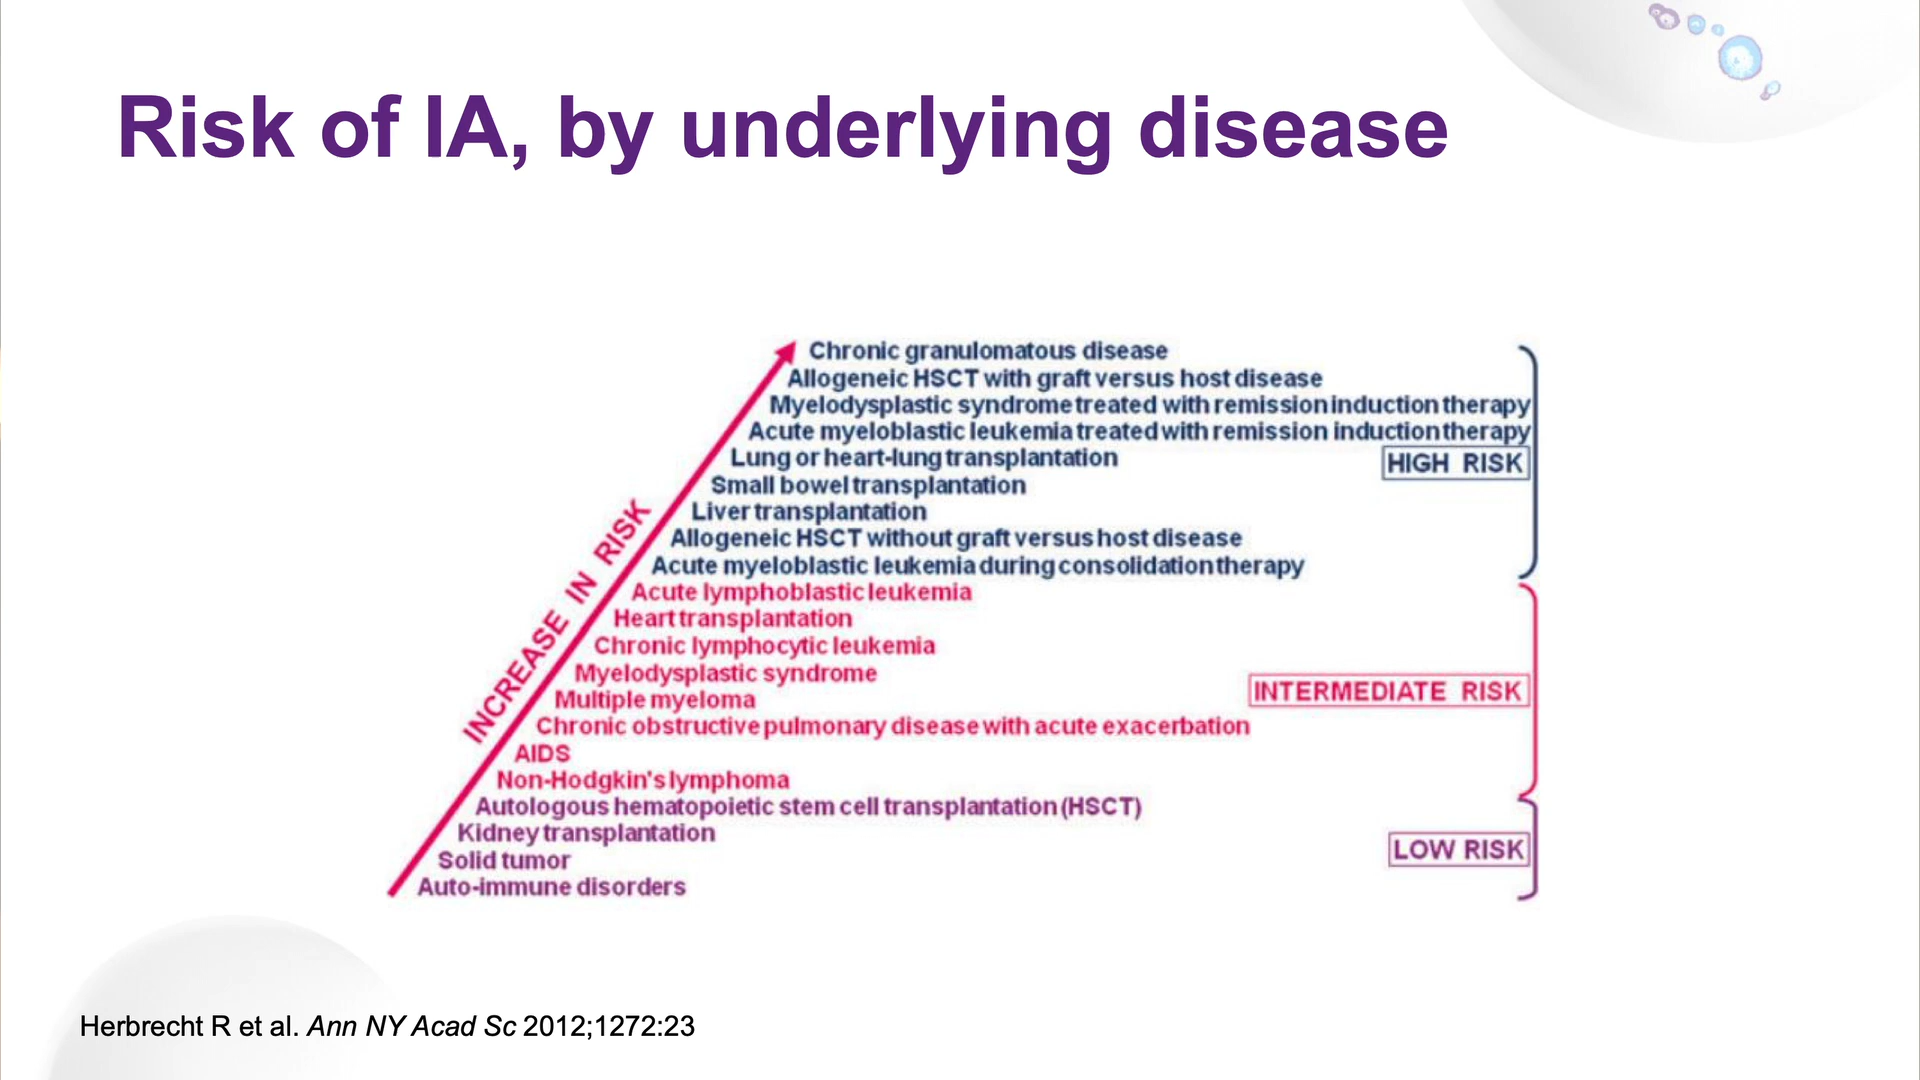 Risk of IA, by underlying disease
INCREASE IN RISK
Chronic granulomatous disease
Allogeneic HSCT with graft versus host disease
Myelodysplastic syndrome treated with remission induction therapy
Acute myeloblastic leukemia treated with remission induction therapy
Lung or heart-lung transplantation
HIGH RISK
Small bowel transplantation
Liver transplantation
Allogeneic HSCT without graft versus host disease
Acute myeloblastic leukemia during consolidation therapy
Acute lymphoblastic leukemia
Heart transplantation
Chronic lymphocytic leukemia
Myelodysplastic syndrome
INTERMEDIATE RISK
Multiple myeloma
Chronic obstructive pulmonary disease with acute exacerbation
AIDS
Non-Hodgkin's lymphoma
Autologous hematopoietic stem cell transplantation (HSCT)
Kidney transplantation
LOW RISK
Solid tumor
Auto-immune disorders
Herbrecht R et al. Ann NY Acad Sc 2012;1272:23